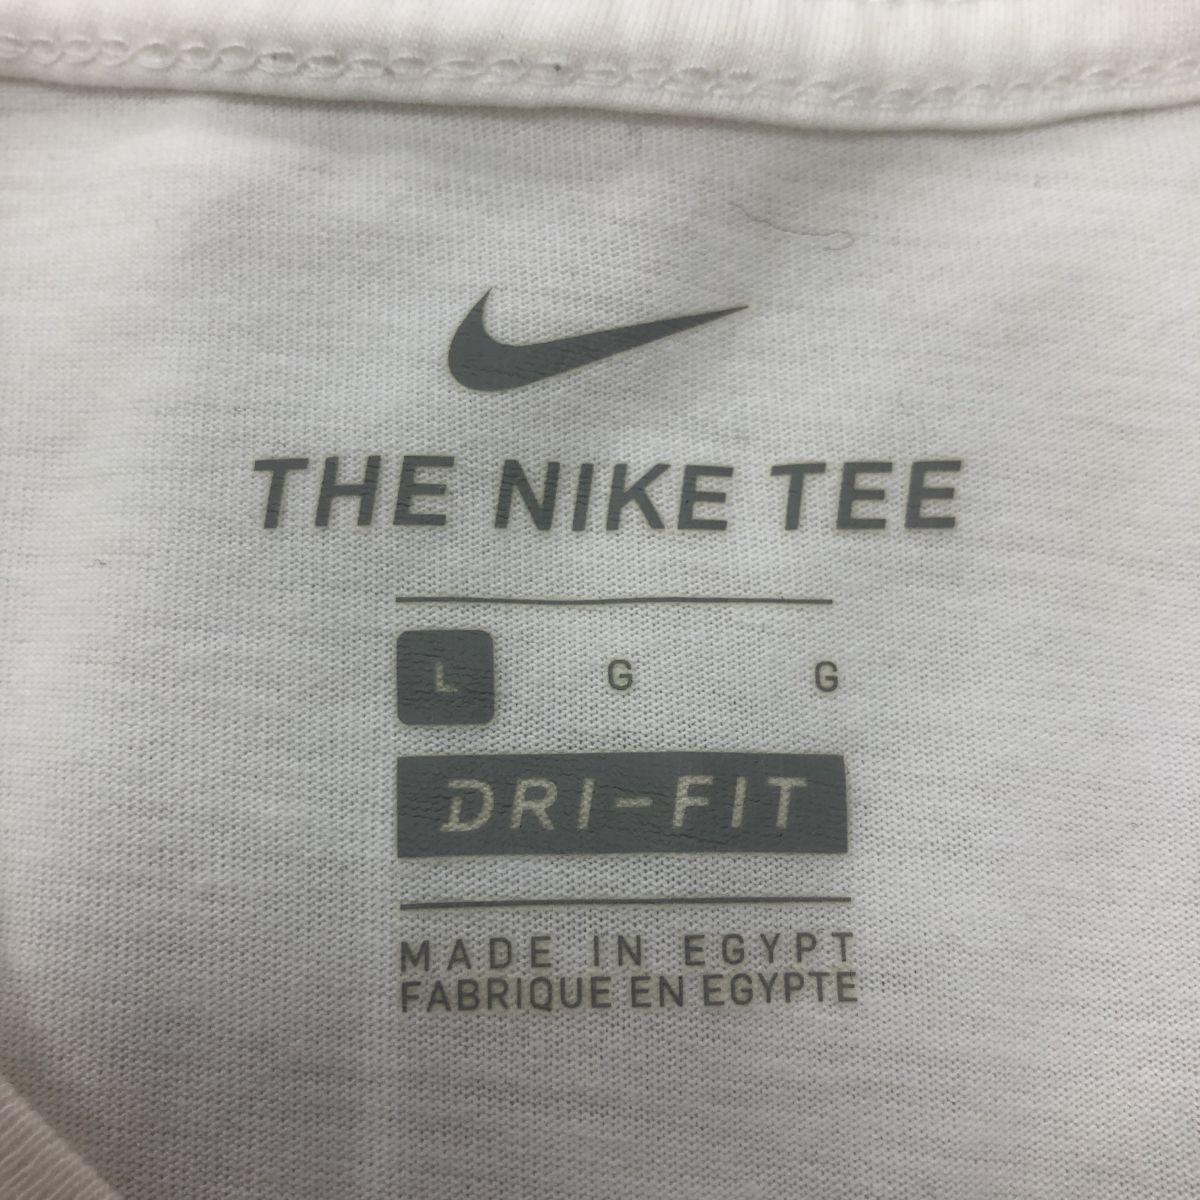 THE NIKE TEE
L G G
DRI-FIT
MADE IN EGYPT
FABRIQUE EN EGYPTE